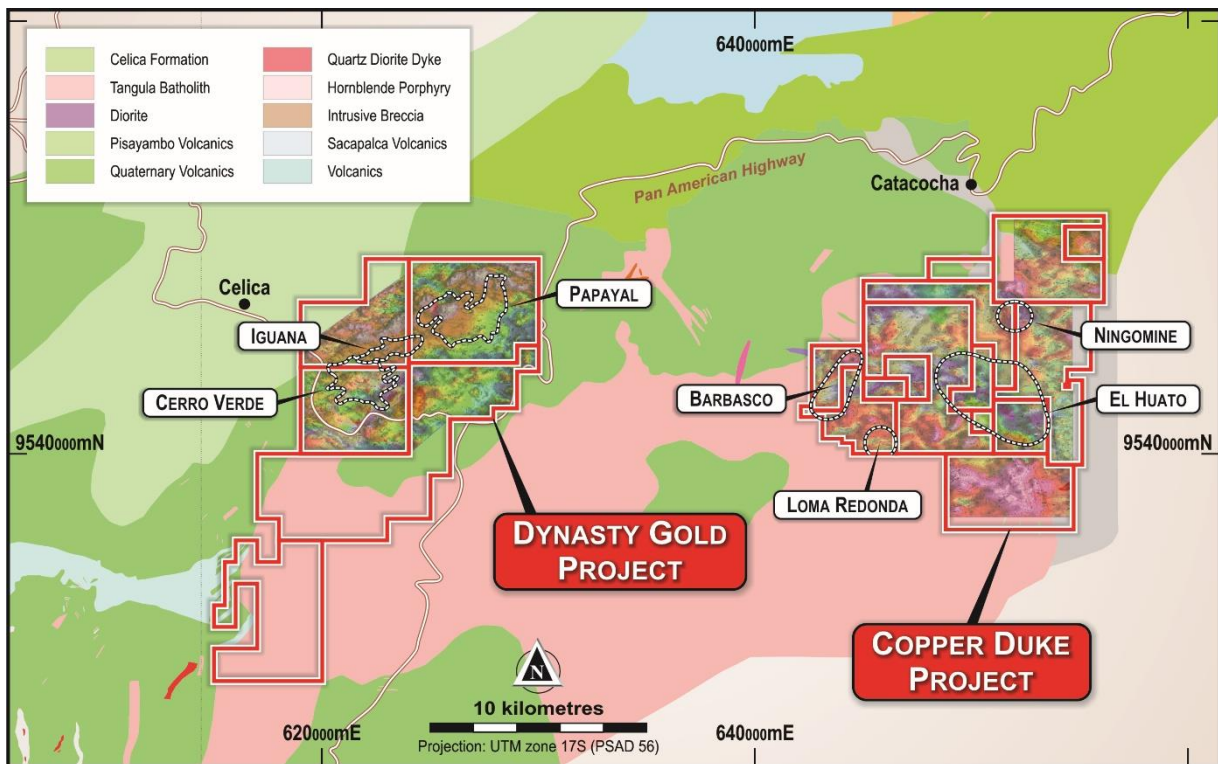 640000mE
Celica Formation
Tangula Batholith
Diorite
Pisayambo Volcanics
Quaternary Volcanics
Quartz Diorite Dyke
Hornblende Porphyry
Intrusive Breccia
Sacapalca Volcanics
Volcanics
Pan American Highway
Catacocha
Celica
PAPAYAL
IGUANA
CERRO VERDE
NINGOMINE
BARBASCO
EL HUATO
LOMA REDONDA
9540000mN
9540000mN
DYNASTY GOLD
PROJECT
COPPER DUKE
PROJECT
N
10 kilometres
Projection: UTM zone 17S (PSAD 56)
620000mE
640000mE